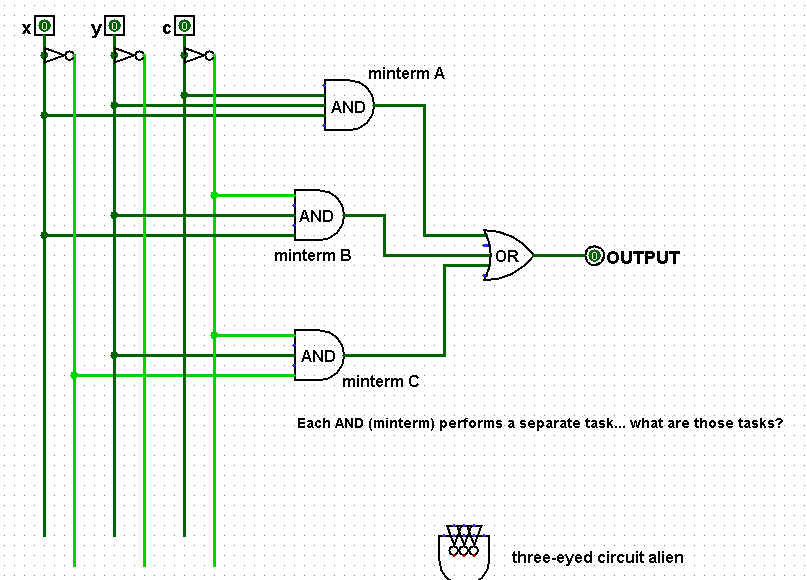 x 0 y 0 c 0
minterm A
AND
AND
minterm B
OR
0 OUTPUT
AND
minterm C
Each AND (minterm) performs a separate task... what are those tasks?
three-eyed circuit alien